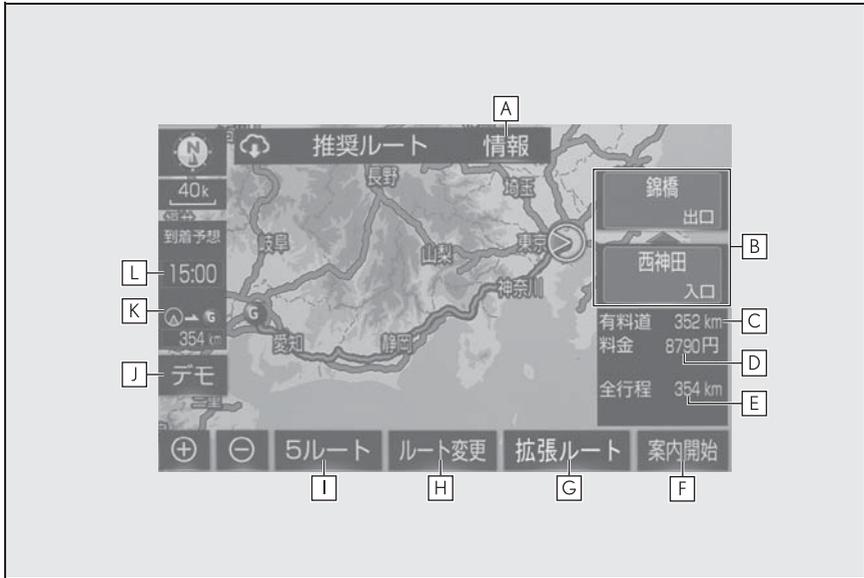 A
推奨ルート 情報
N
40k
長野
埼玉
錦橋
出口
B
到着予想
岐阜
山梨
東京
西神田
入口
L
15:00
神奈川
K
G
354 km
G
愛知
静岡
有料道 352 km
C
料金 8790円
D
J
デモ
全行程 354 km
E
三重
5ルート
ルート変更
拡張ルート
案内開始
I
H
G
F